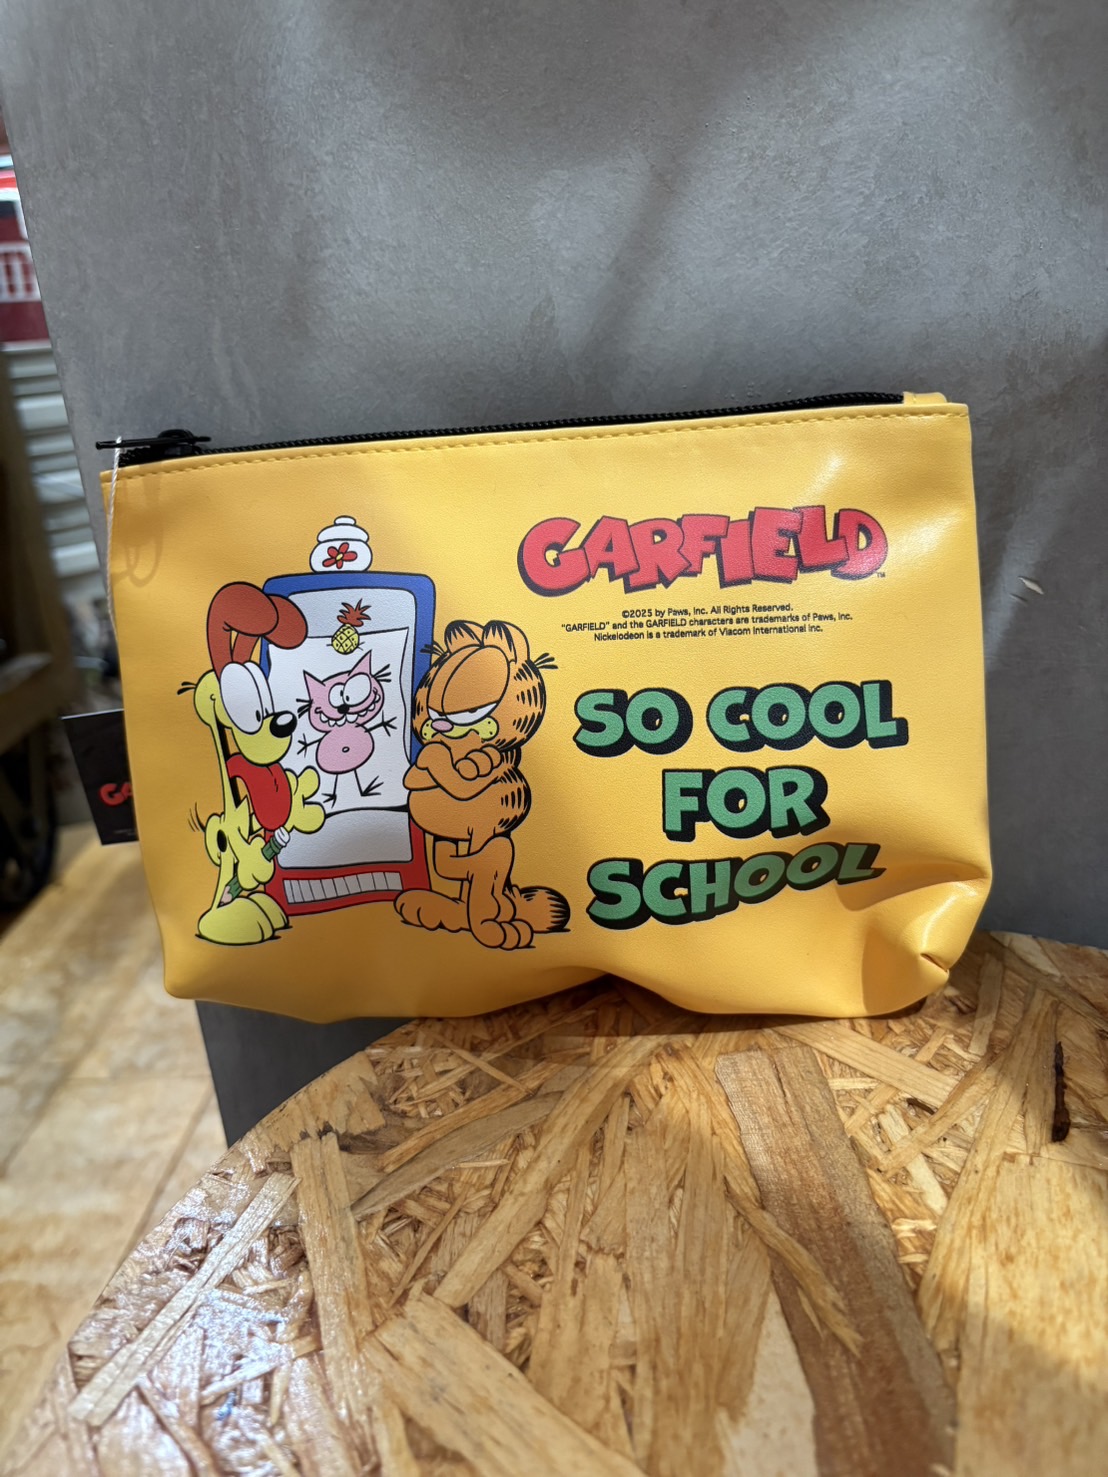 GARFIELD™
©2025 by Paws, Inc. All Rights Reserved.
"GARFIELD" and the GARFIELD characters are trademarks of Paws, Inc.
Nickelodeon is a trademark of Viacom International Inc.
SO COOL
FOR
SCHOOL